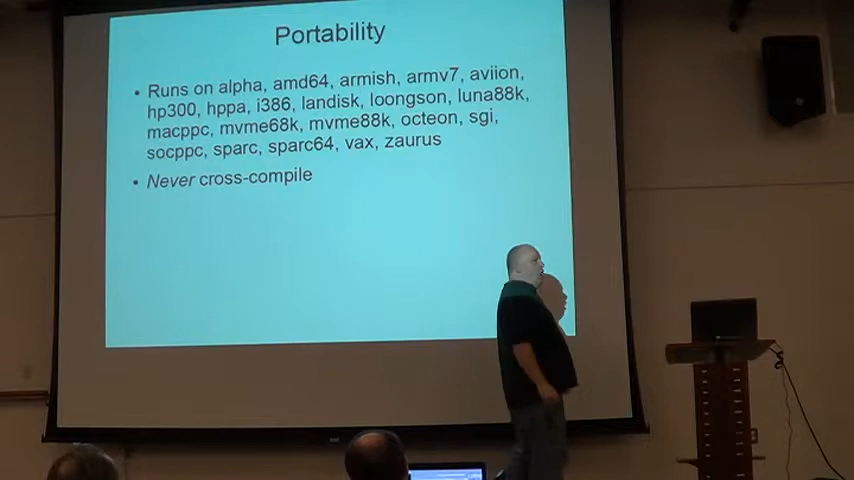 Portability
• Runs on alpha, amd64, armish, armv7, aviion,
hp300, hppa, i386, landisk, loongson, luna88k,
macppc, mvme68k, mvme88k, octeon, sgi,
socppc, sparc, sparc64, vax, zaurus
• Never cross-compile